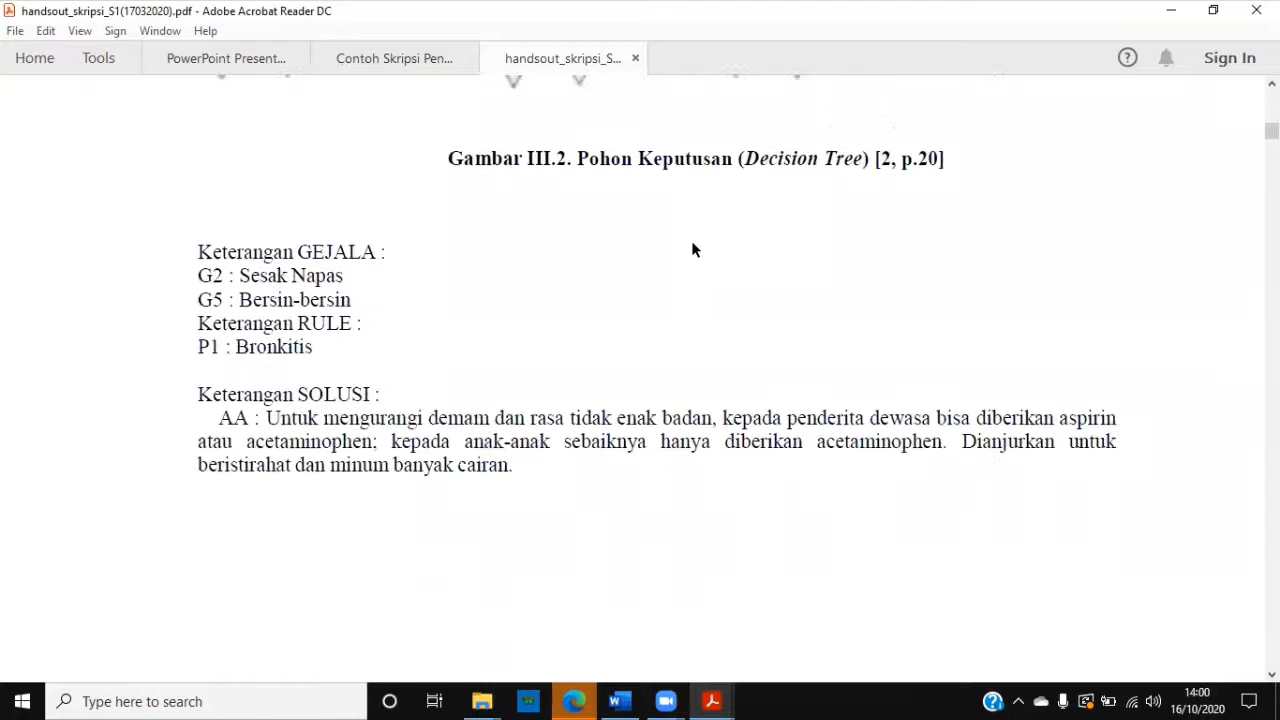 handsout_skripsi_S1(17032020).pdf - Adobe Acrobat Reader DC
File Edit View Sign Window Help
Home Tools PowerPoint Present... Contoh Skripsi Pen... handsout_skripsi_S... × Sign In
Gambar III.2. Pohon Keputusan (Decision Tree) [2, p.20]
Keterangan GEJALA :
G2 : Sesak Napas
G5 : Bersin-bersin
Keterangan RULE :
P1 : Bronkitis
Keterangan SOLUSI :
AA : Untuk mengurangi demam dan rasa tidak enak badan, kepada penderita dewasa bisa diberikan aspirin
atau acetaminophen; kepada anak-anak sebaiknya hanya diberikan acetaminophen. Dianjurkan untuk
beristirahat dan minum banyak cairan.
Type here to search
14:00
16/10/2020